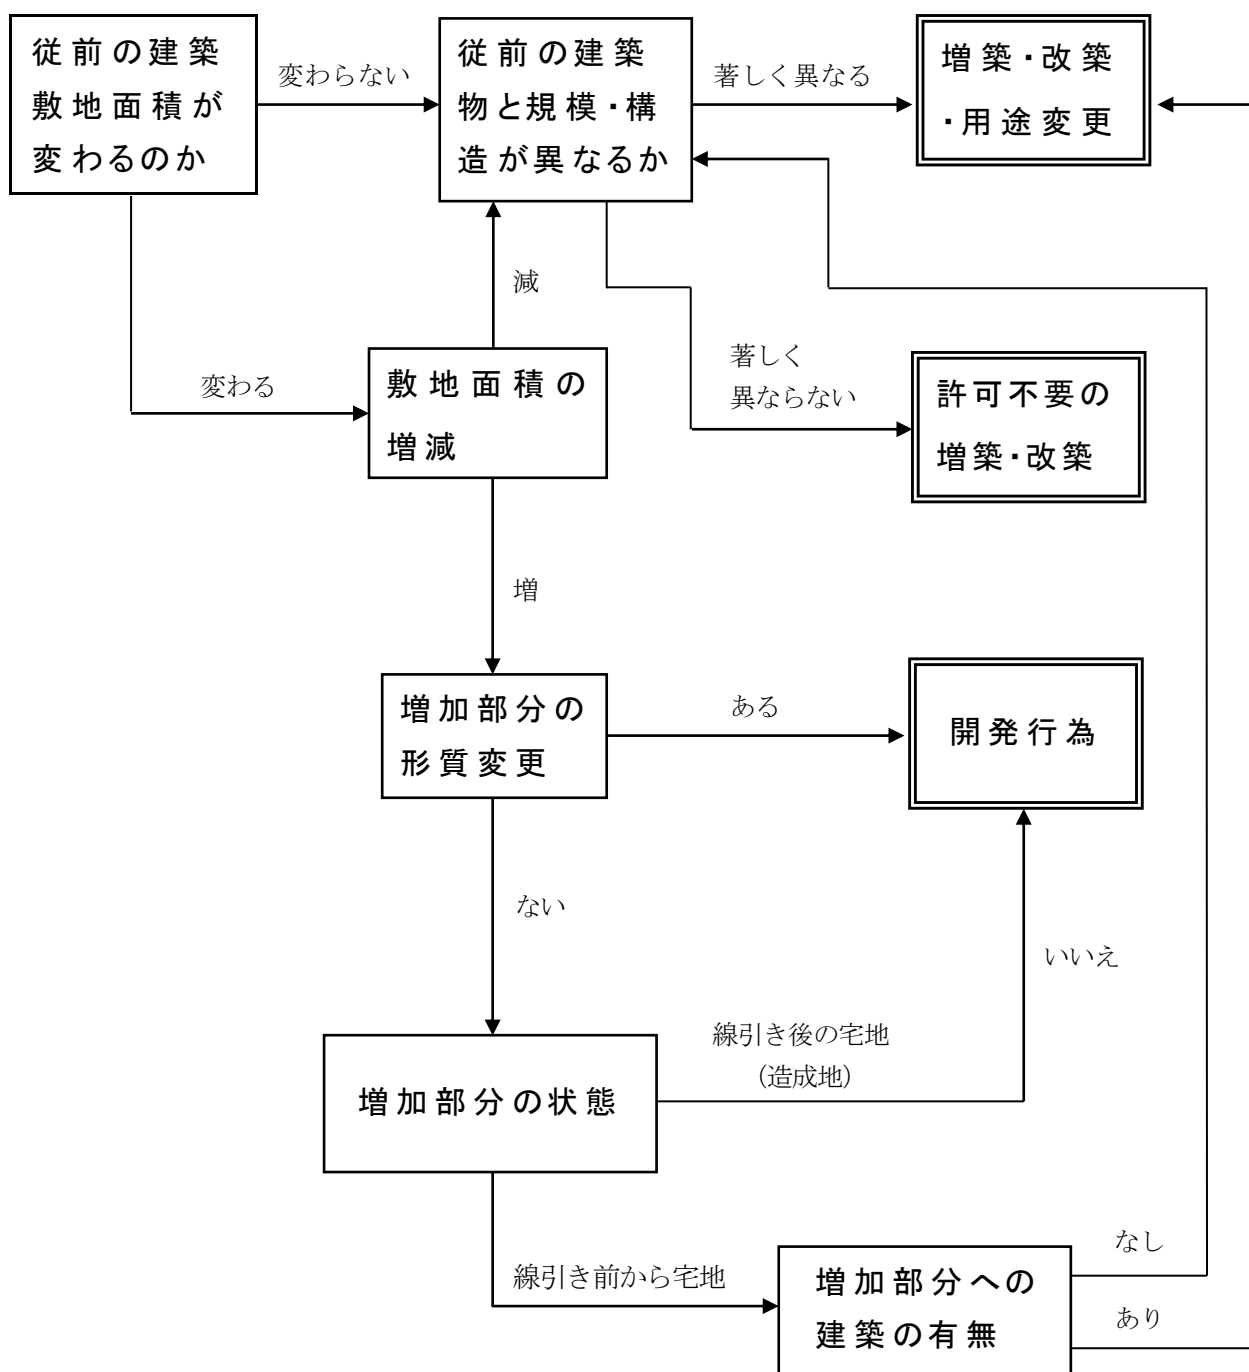 従前の建築
敷地面積が
変わるのか
変わらない
従前の建築
物と規模・構
造が異なるか
著しく異なる
増築・改築
・用途変更
減
変わる
敷地面積の
増減
著しく
異ならない
許可不要の
増築・改築
増
増加部分の
形質変更
ある
開発行為
ない
いいえ
増加部分の状態
線引き後の宅地
(造成地)
線引き前から宅地
増加部分への
建築の有無
なし
あり